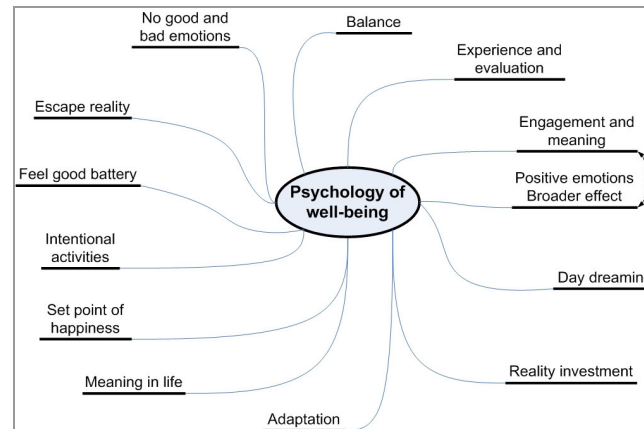 No good and
bad emotions
Balance
Experience and
evaluation
Escape reality
Engagement and
meaning
Feel good battery
Psychology of
well-being
Positive emotions
Broader effect
Intentional
activities
Day dreamin
Set point of
happiness
Reality investment
Meaning in life
Adaptation